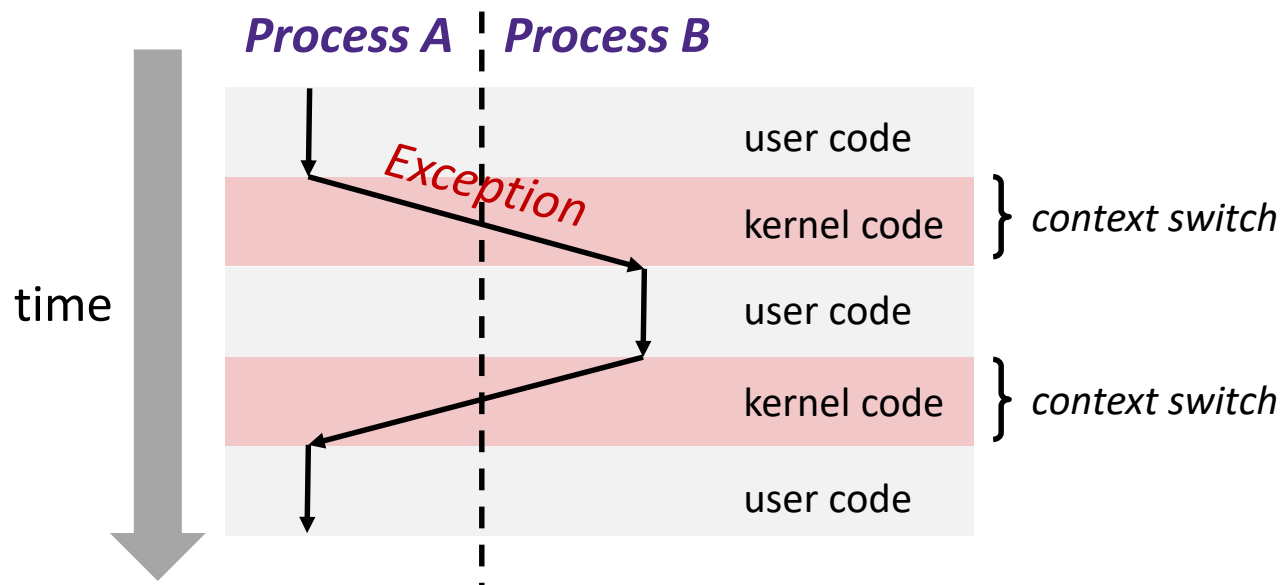 Process A Process B
user code
Exception
kernel code } context switch
time
user code
kernel code } context switch
user code